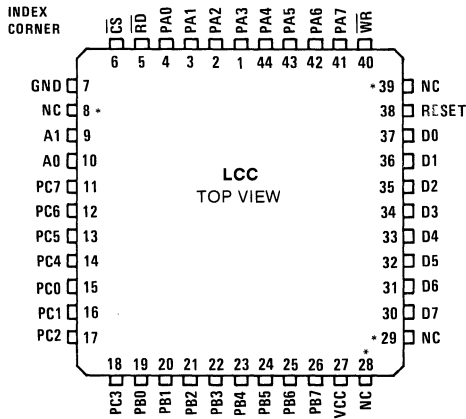 INDEX
CORNER
CS RD PA0 PA1 PA2 PA3 PA4 PA5 PA6 PA7 WR
6 5 4 3 2 1 44 43 42 41 40
GND 7
NC 8 *
A1 9
A0 10
PC7 11
PC6 12
PC5 13
PC4 14
PC0 15
PC1 16
PC2 17
LCC
TOP VIEW
* 39 NC
38 RESET
37 D0
36 D1
35 D2
34 D3
33 D4
32 D5
31 D6
30 D7
* 29 NC
*
18 19 20 21 22 23 24 25 26 27 28
PC3 PB0 PB1 PB2 PB3 PB4 PB5 PB6 PB7 VCC NC